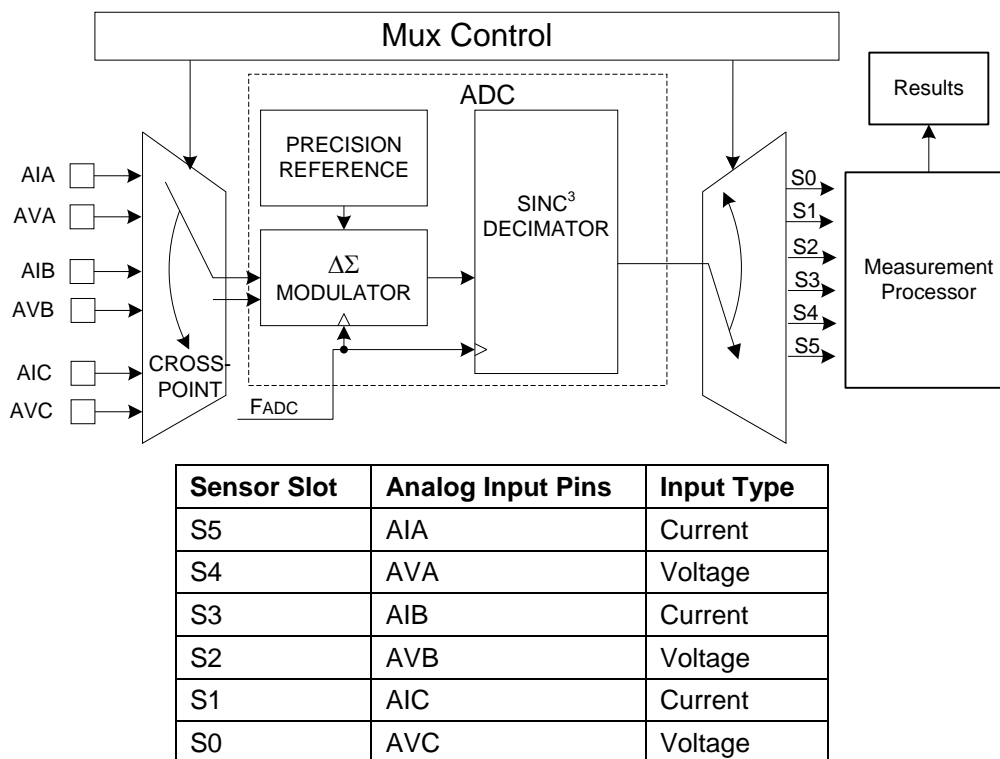 Mux Control
ADC
Results
PRECISION
REFERENCE
SINC³
DECIMATOR
ΔΣ
MODULATOR
AIA
AVA
AIB
AVB
AIC
AVC
CROSS-
POINT
FADC
S0
S1
S2
S3
S4
S5
Measurement
Processor
Sensor Slot Analog Input Pins Input Type
S5 AIA Current
S4 AVA Voltage
S3 AIB Current
S2 AVB Voltage
S1 AIC Current
S0 AVC Voltage